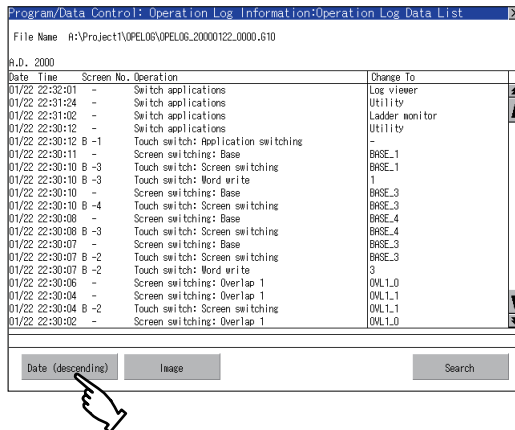 Program/Data Control: Operation Log Information:Operation Log Data List
File Name A:\Project1\OPELOG\OPELOG_20000122_0000.G10
A.D. 2000
Date Time Screen No. Operation Change To
01/22 22:32:01 - Switch applications Log viewer
01/22 22:31:24 - Switch applications Utility
01/22 22:31:02 - Switch applications Ladder monitor
01/22 22:30:12 - Switch applications Utility
01/22 22:30:12 B -1 Touch switch: Application switching -
01/22 22:30:11 - Screen switching: Base BASE_1
01/22 22:30:10 B -3 Touch switch: Screen switching BASE_1
01/22 22:30:10 B -3 Touch switch: Word write 1
01/22 22:30:10 - Screen switching: Base BASE_3
01/22 22:30:10 B -4 Touch switch: Screen switching BASE_3
01/22 22:30:08 - Screen switching: Base BASE_4
01/22 22:30:08 B -3 Touch switch: Screen switching BASE_4
01/22 22:30:07 - Screen switching: Base BASE_3
01/22 22:30:07 B -2 Touch switch: Screen switching BASE_3
01/22 22:30:07 B -2 Touch switch: Word write 3
01/22 22:30:06 - Screen switching: Overlap 1 OVL1_0
01/22 22:30:04 - Screen switching: Overlap 1 OVL1_1
01/22 22:30:04 B -2 Touch switch: Screen switching OVL1_1
01/22 22:30:02 - Screen switching: Overlap 1 OVL1_0
Date (descending) Image Search